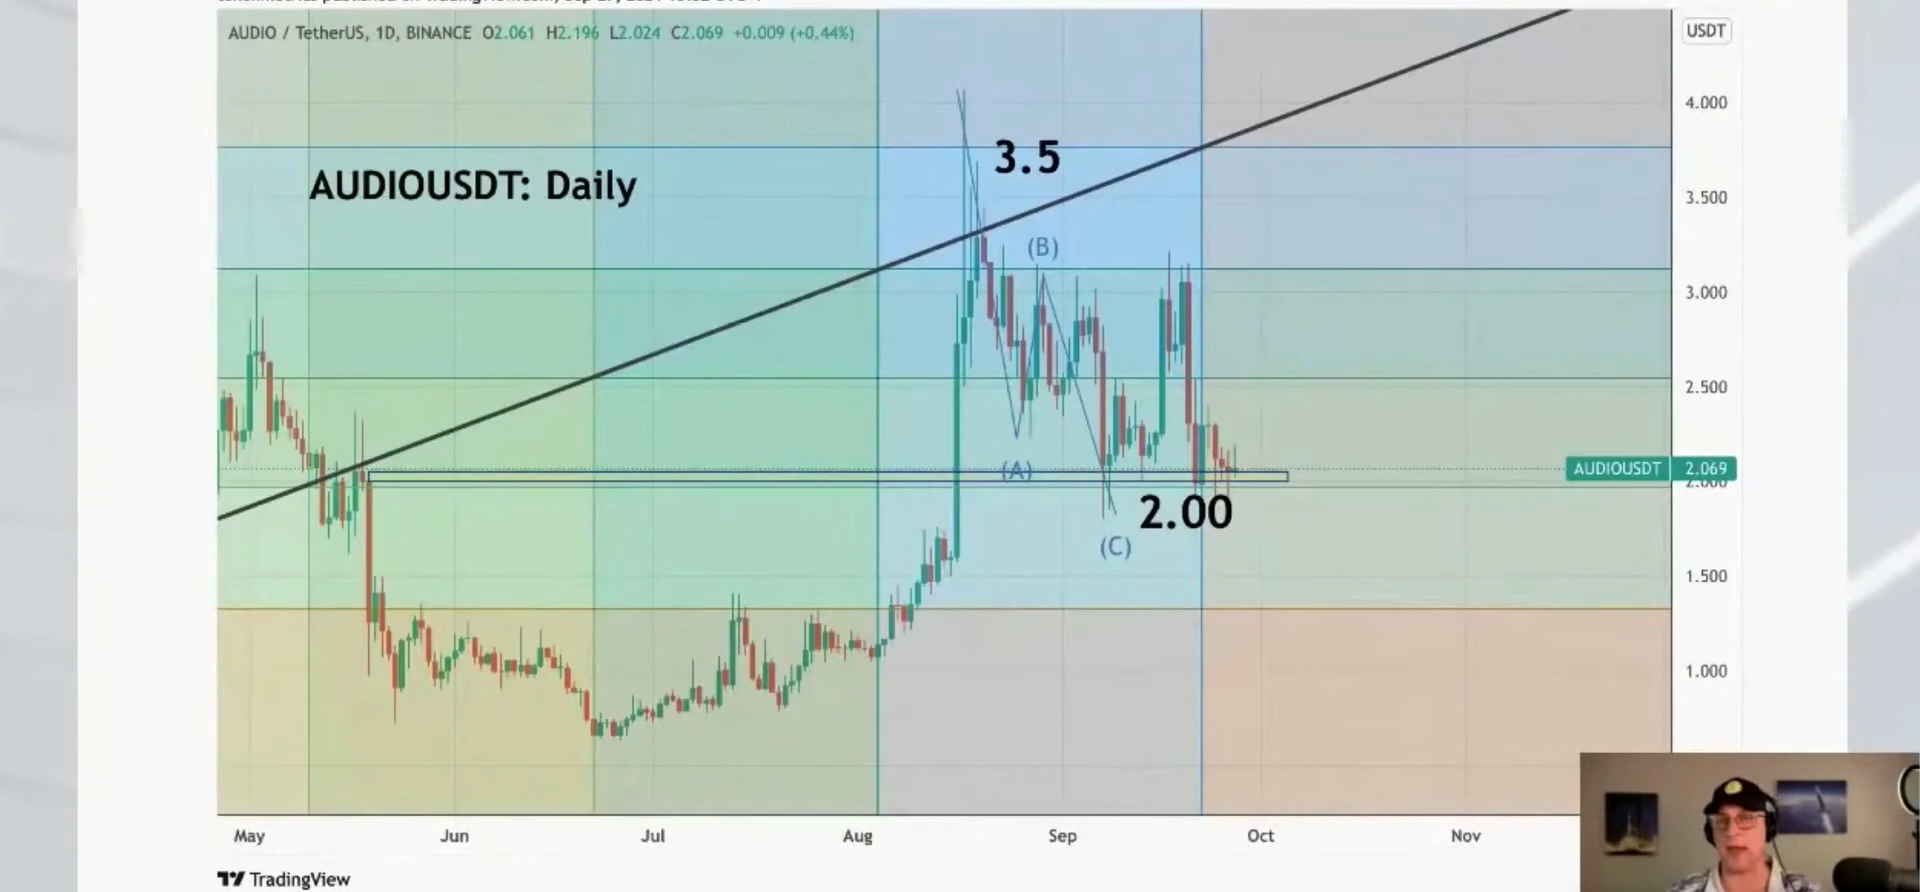 AUDIO / TetherUS, 1D, BINANCE O2.061 H2.196 L2.024 C2.069 +0.009 (+0.44%)
USDT
4.000
3.5
AUDIOUSDT: Daily
3.500
(B)
3.000
2.500
(A)
AUDIOUSDT 2.069
2.000
2.00
(C)
1.500
1.000
May Jun Jul Aug Sep Oct Nov
TradingView